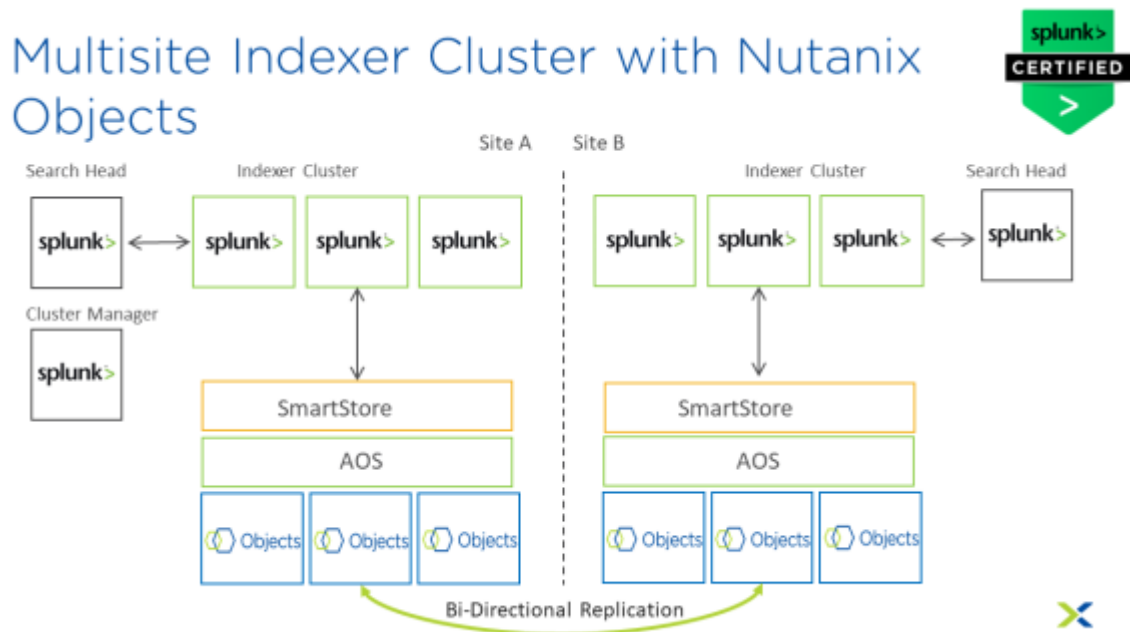 Multisite Indexer Cluster with Nutanix
Objects
splunk>
CERTIFIED
>
Site A Site B
Search Head Indexer Cluster Indexer Cluster Search Head
splunk> splunk> splunk> splunk> splunk> splunk> splunk> splunk>
Cluster Manager
splunk>
SmartStore SmartStore
AOS AOS
Objects Objects Objects Objects Objects Objects
Bi-Directional Replication